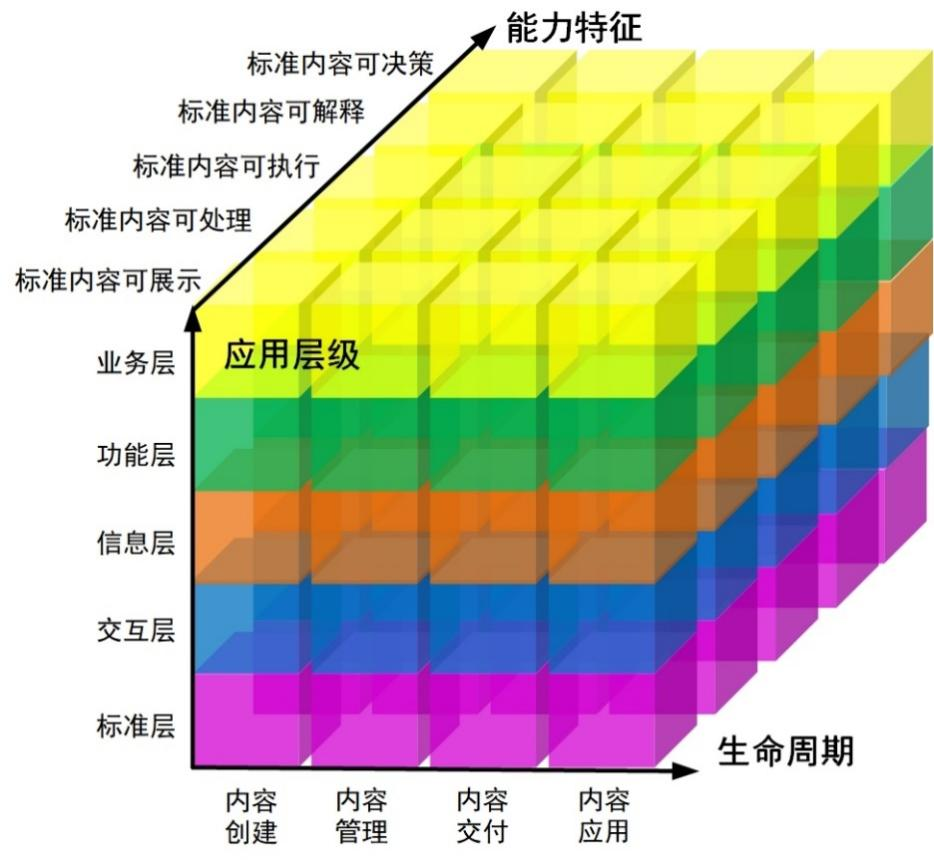 能力特征
标准内容可决策
标准内容可解释
标准内容可执行
标准内容可处理
标准内容可展示
应用层级
业务层
功能层
信息层
交互层
标准层
生命周期
内容
创建
内容
管理
内容
交付
内容
应用